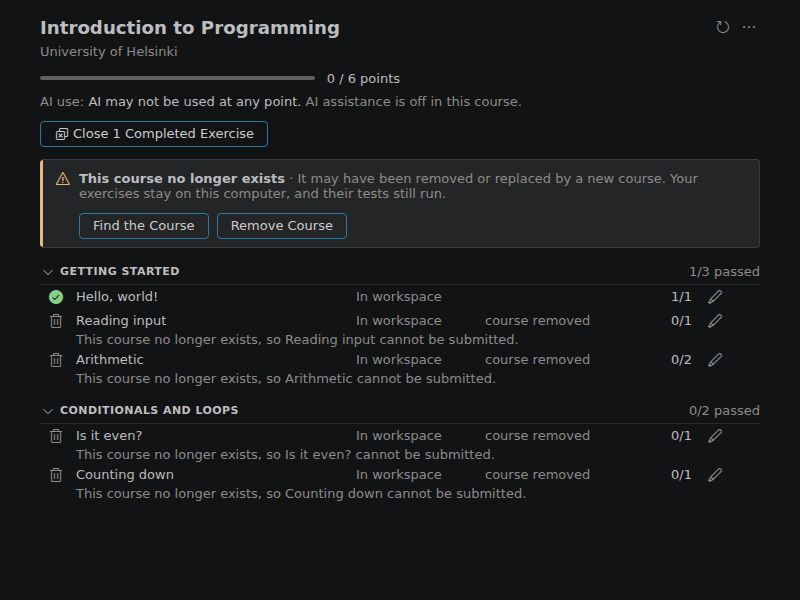 Introduction to Programming
University of Helsinki
0 / 6 points
AI use: AI may not be used at any point. AI assistance is off in this course.
Close 1 Completed Exercise
This course no longer exists · It may have been removed or replaced by a new course. Your
exercises stay on this computer, and their tests still run.
Find the Course Remove Course
GETTING STARTED 1/3 passed
Hello, world! In workspace 1/1
Reading input In workspace course removed 0/1
This course no longer exists, so Reading input cannot be submitted.
Arithmetic In workspace course removed 0/2
This course no longer exists, so Arithmetic cannot be submitted.
CONDITIONALS AND LOOPS 0/2 passed
Is it even? In workspace course removed 0/1
This course no longer exists, so Is it even? cannot be submitted.
Counting down In workspace course removed 0/1
This course no longer exists, so Counting down cannot be submitted.